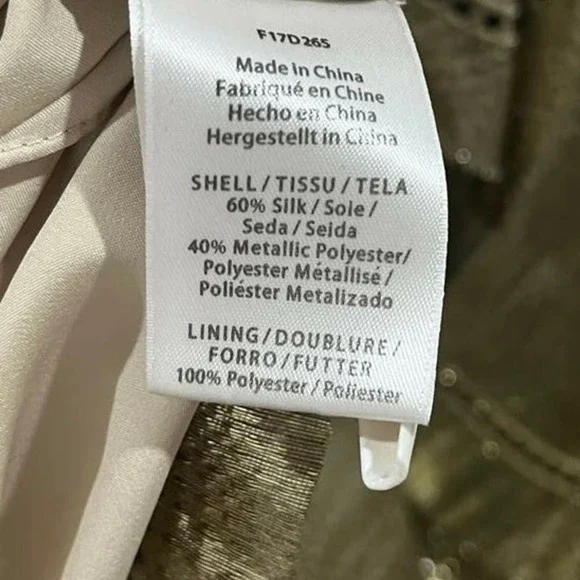 F17D265
Made in China
Fabriqué en Chine
Hecho en China
Hergestellt in China
SHELL/TISSU/TELA
60% Silk/Soie/
Seda/Seida
40% Metallic Polyester/
Polyester Métallisé/
Poliéster Metalizado
LINING/DOUBLURE/
FORRO/FUTTER
100% Polyester/Poliester